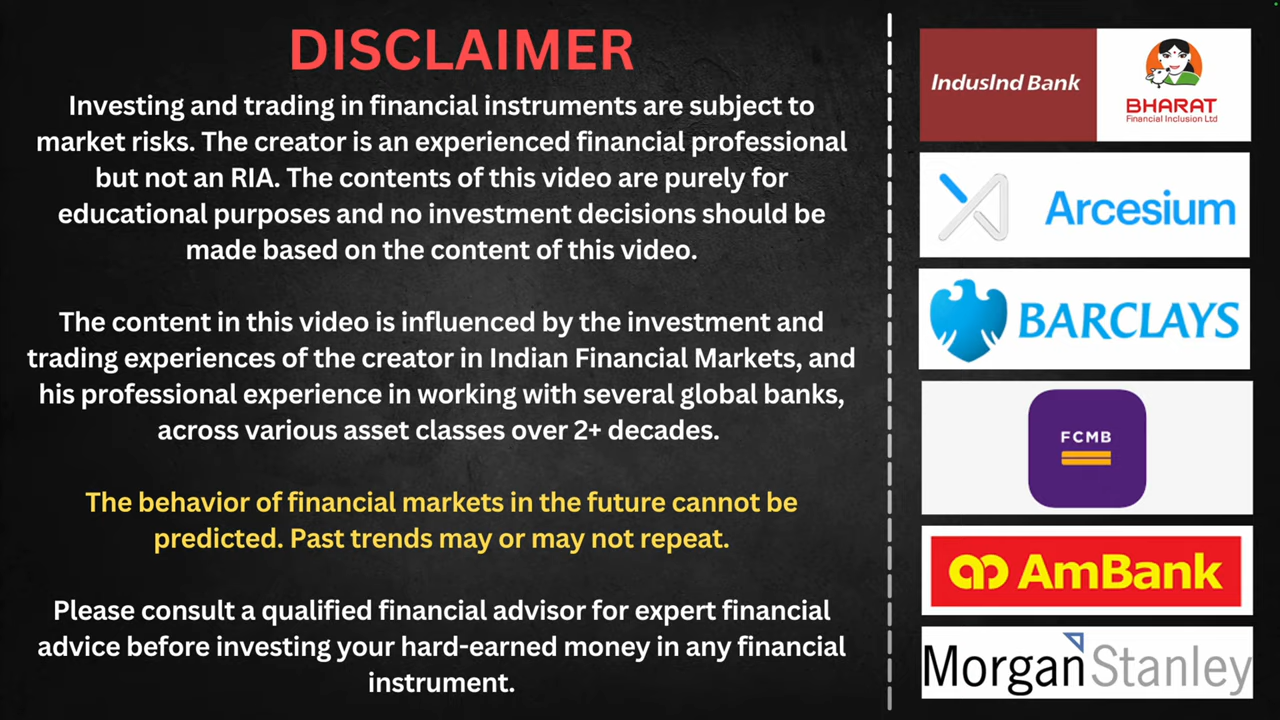 DISCLAIMER
Investing and trading in financial instruments are subject to
market risks. The creator is an experienced financial professional
but not an RIA. The contents of this video are purely for
educational purposes and no investment decisions should be
made based on the content of this video.
The content in this video is influenced by the investment and
trading experiences of the creator in Indian Financial Markets, and
his professional experience in working with several global banks,
across various asset classes over 2+ decades.
The behavior of financial markets in the future cannot be
predicted. Past trends may or may not repeat.
Please consult a qualified financial advisor for expert financial
advice before investing your hard-earned money in any financial
instrument.
IndusInd Bank
BHARAT
Financial Inclusion Ltd
Arcesium
BARCLAYS
FCMB
AmBank
Morgan Stanley